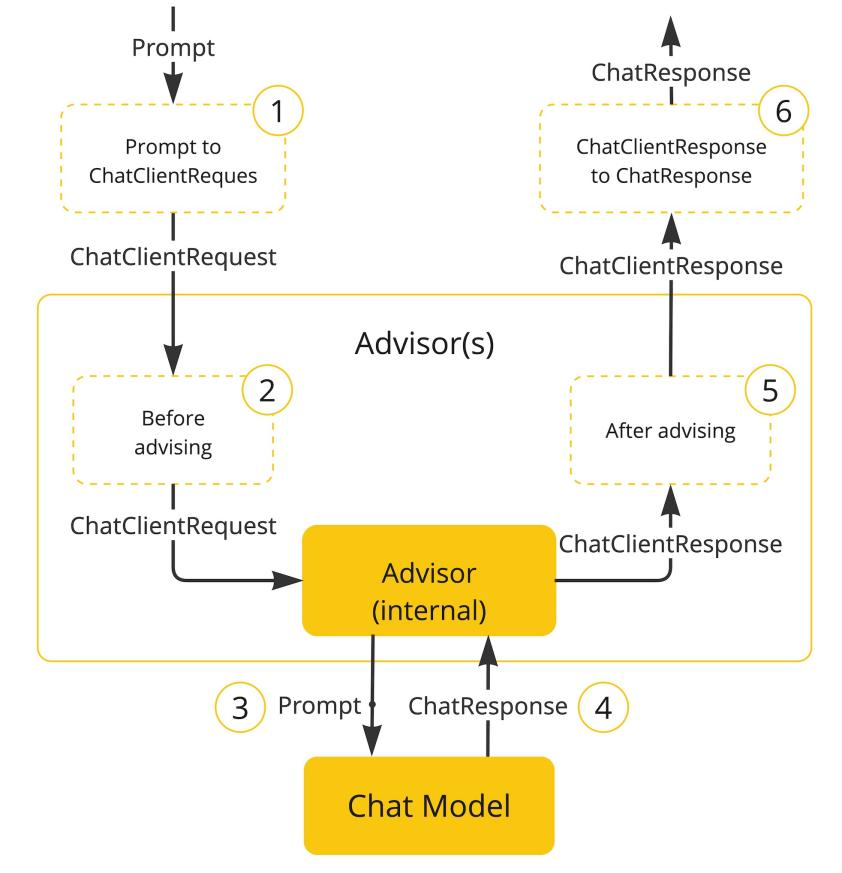 Prompt
ChatResponse
1
6
Prompt to
ChatClientReques
ChatClientResponse
to ChatResponse
ChatClientRequest
ChatClientResponse
Advisor(s)
2
5
Before
advising
After advising
ChatClientRequest
ChatClientResponse
Advisor
(internal)
3
Prompt
ChatResponse
4
Chat Model